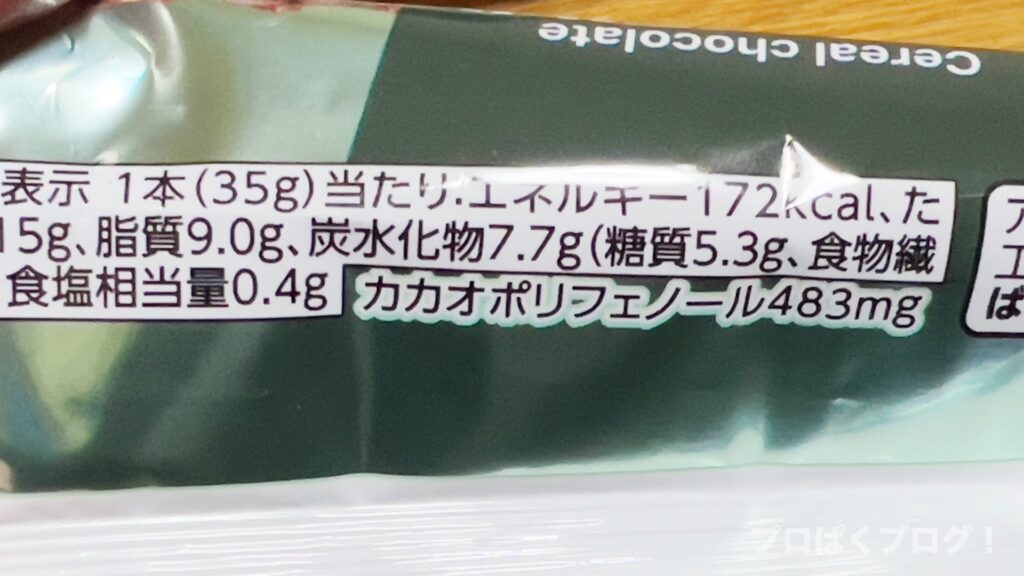 Cereal chocolate
表示 1本(35g)当たり.エネルギー172kcal、た
15g、脂質9.0g、炭水化物7.7g(糖質5.3g、食物繊
食塩相当量0.4g
カカオポリフェノール483mg
ア
エ
ば
プロぱくブログ!